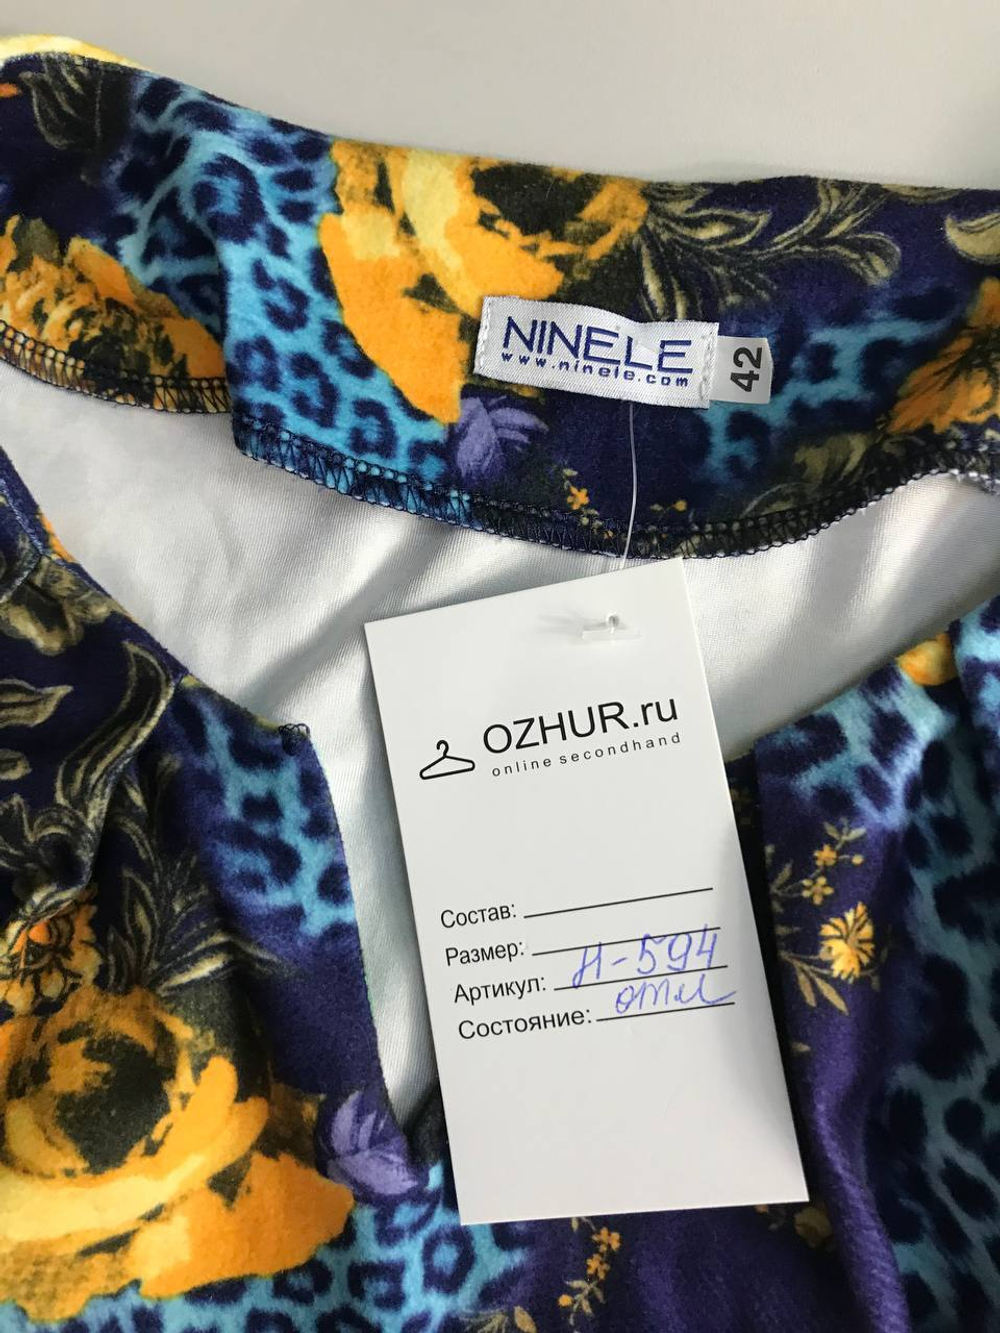 NINELE
www.ninele.com
42
OZHUR.ru
online secondhand
Состав:
Размер:
Артикул: Н-594
Состояние: отл